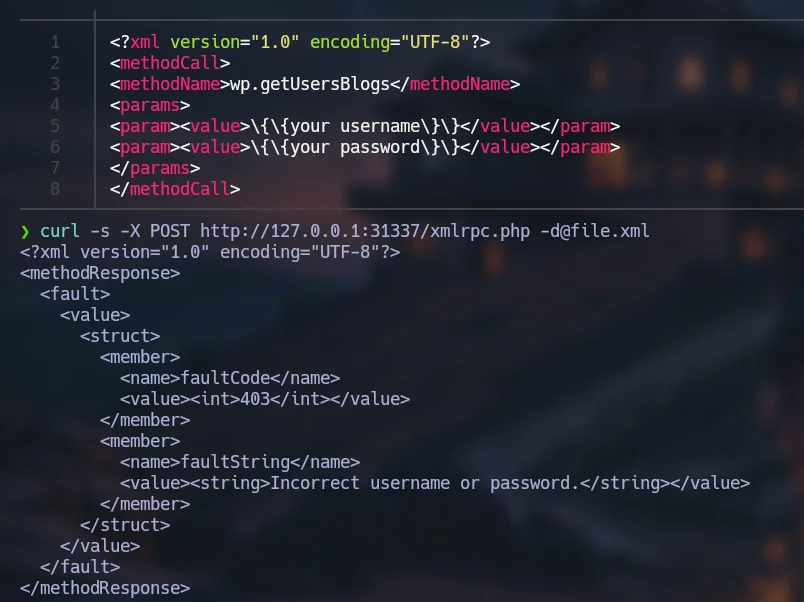 1 <?xml version="1.0" encoding="UTF-8"?>
2 <methodCall>
3 <methodName>wp.getUsersBlogs</methodName>
4 <params>
5 <param><value>\{\{your username\}\}</value></param>
6 <param><value>\{\{your password\}\}</value></param>
7 </params>
8 </methodCall>
❯ curl -s -X POST http://127.0.0.1:31337/xmlrpc.php -d@file.xml
<?xml version="1.0" encoding="UTF-8"?>
<methodResponse>
  <fault>
    <value>
      <struct>
        <member>
          <name>faultCode</name>
          <value><int>403</int></value>
        </member>
        <member>
          <name>faultString</name>
          <value><string>Incorrect username or password.</string></value>
        </member>
      </struct>
    </value>
  </fault>
</methodResponse>